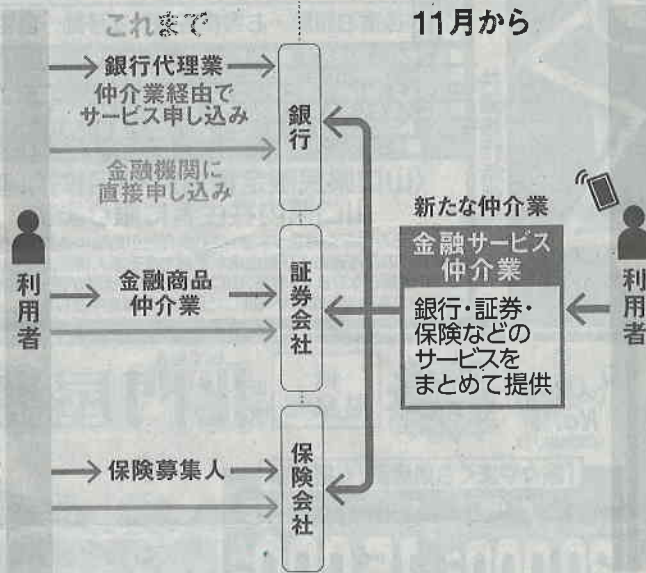 これまで
銀行代理業
仲介業経由で
サービス申し込み
金融機関に
直接申し込み
利用者
金融商品
仲介業
保険募集人
銀行
証券会社
保険会社
11月から
新たな仲介業
金融サービス
仲介業
銀行・証券・
保険などの
サービスを
まとめて提供
利用者